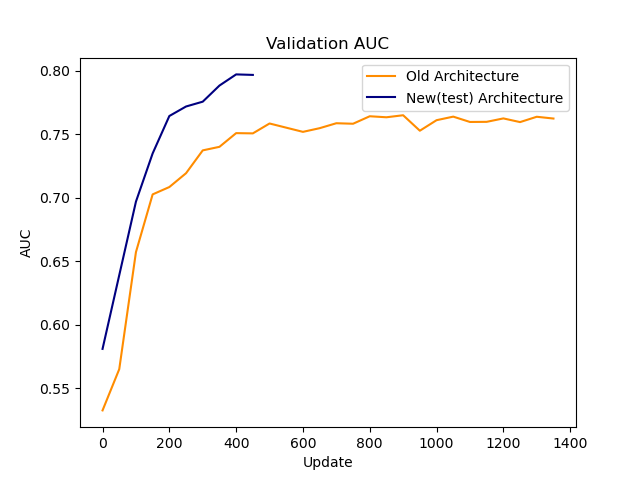 Validation AUC
Old Architecture
New(test) Architecture
AUC
0.80
0.75
0.70
0.65
0.60
0.55
0 200 400 600 800 1000 1200 1400
Update